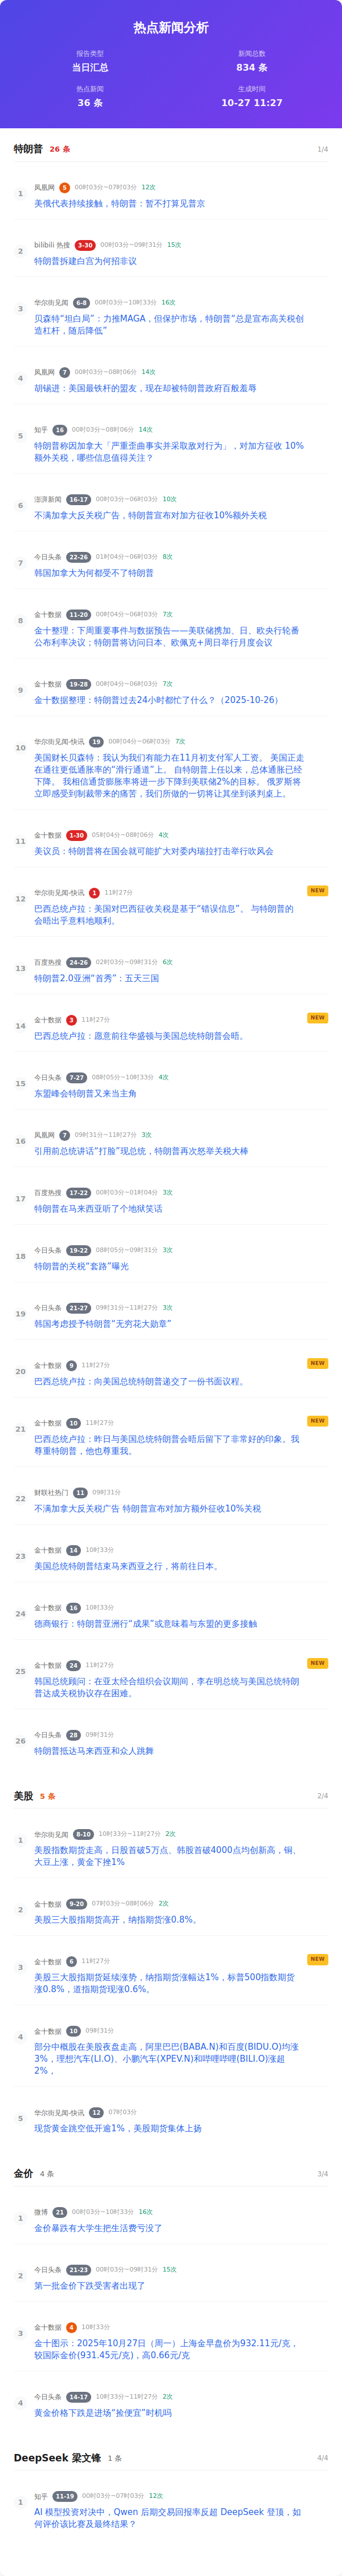 热点新闻分析
报告类型
当日汇总
新闻总数
834 条
热点新闻
36 条
生成时间
10-27 11:27
特朗普 26 条 1/4
1
凤凰网 5 00时03分~07时03分 12次
美俄代表持续接触，特朗普：暂不打算见普京
2
bilibili 热搜 3-30 00时03分~09时31分 15次
特朗普拆建白宫为何招非议
3
华尔街见闻 6-8 00时03分~10时33分 16次
贝森特“坦白局”：力推MAGA，但保护市场，特朗普“总是宣布高关税创
造杠杆，随后降低”
4
凤凰网 7 00时03分~08时06分 14次
胡锡进：美国最铁杆的盟友，现在却被特朗普政府百般羞辱
5
知乎 16 00时03分~08时06分 14次
特朗普称因加拿大「严重歪曲事实并采取敌对行为」，对加方征收 10%
额外关税，哪些信息值得关注？
6
澎湃新闻 16-17 00时03分~06时03分 10次
不满加拿大反关税广告，特朗普宣布对加方征收10%额外关税
7
今日头条 22-26 01时04分~06时03分 8次
韩国加拿大为何都受不了特朗普
8
金十数据 11-20 00时04分~06时03分 7次
金十整理：下周重要事件与数据预告——美联储携加、日、欧央行轮番
公布利率决议；特朗普将访问日本、欧佩克+周日举行月度会议
9
金十数据 19-28 00时04分~06时03分 7次
金十数据整理：特朗普过去24小时都忙了什么？（2025-10-26）
10
华尔街见闻-快讯 19 00时04分~06时03分 7次
美国财长贝森特：我认为我们有能力在11月初支付军人工资。 美国正走
在通往更低通胀率的“滑行通道”上。 自特朗普上任以来，总体通胀已经
下降。 我相信通货膨胀率将进一步下降到美联储2%的目标。 俄罗斯将
立即感受到制裁带来的痛苦，我们所做的一切将让其坐到谈判桌上。
11
金十数据 1-30 05时04分~08时06分 4次
美议员：特朗普将在国会就可能扩大对委内瑞拉打击举行吹风会
12
华尔街见闻-快讯 1 11时27分 NEW
巴西总统卢拉：美国对巴西征收关税是基于“错误信息”。 与特朗普的
会晤出乎意料地顺利。
13
百度热搜 24-26 02时03分~09时31分 6次
特朗普2.0亚洲“首秀”：五天三国
14
金十数据 3 11时27分 NEW
巴西总统卢拉：愿意前往华盛顿与美国总统特朗普会晤。
15
今日头条 7-27 08时05分~10时33分 4次
东盟峰会特朗普又来当主角
16
凤凰网 7 09时31分~11时27分 3次
引用前总统讲话“打脸”现总统，特朗普再次怒举关税大棒
17
百度热搜 17-22 00时03分~01时04分 3次
特朗普在马来西亚听了个地狱笑话
18
今日头条 19-22 08时05分~09时31分 3次
特朗普的关税“套路”曝光
19
今日头条 21-27 09时31分~11时27分 3次
韩国考虑授予特朗普“无穷花大勋章”
20
金十数据 9 11时27分 NEW
巴西总统卢拉：向美国总统特朗普递交了一份书面议程。
21
金十数据 10 11时27分 NEW
巴西总统卢拉：昨日与美国总统特朗普会晤后留下了非常好的印象。我
尊重特朗普，他也尊重我。
22
财联社热门 11 09时31分
不满加拿大反关税广告 特朗普宣布对加方额外征收10%关税
23
金十数据 14 10时33分
美国总统特朗普结束马来西亚之行，将前往日本。
24
金十数据 16 10时33分
德商银行：特朗普亚洲行“成果”或意味着与东盟的更多接触
25
金十数据 24 11时27分 NEW
韩国总统顾问：在亚太经合组织会议期间，李在明总统与美国总统特朗
普达成关税协议存在困难。
26
今日头条 28 09时31分
特朗普抵达马来西亚和众人跳舞
美股 5 条 2/4
1
华尔街见闻 8-10 10时33分~11时27分 2次
美股指数期货走高，日股首破5万点、韩股首破4000点均创新高，铜、
大豆上涨，黄金下挫1%
2
金十数据 9-20 07时03分~08时06分 2次
美股三大股指期货高开，纳指期货涨0.8%。
3
金十数据 6 11时27分 NEW
美股三大股指期货延续涨势，纳指期货涨幅达1%，标普500指数期货
涨0.8%，道指期货现涨0.6%。
4
金十数据 10 09时31分
部分中概股在美股夜盘走高，阿里巴巴(BABA.N)和百度(BIDU.O)均涨
3%，理想汽车(LI.O)、小鹏汽车(XPEV.N)和哔哩哔哩(BILI.O)涨超
2%，
5
华尔街见闻-快讯 12 07时03分
现货黄金跳空低开逾1%，美股期货集体上扬
金价 4 条 3/4
1
微博 21 00时03分~10时33分 16次
金价暴跌有大学生把生活费亏没了
2
今日头条 21-23 00时03分~09时31分 15次
第一批金价下跌受害者出现了
3
金十数据 4 10时33分
金十图示：2025年10月27日（周一）上海金早盘价为932.11元/克，
较国际金价(931.45元/克)，高0.66元/克
4
今日头条 14-17 10时33分~11时27分 2次
黄金价格下跌是进场“捡便宜”时机吗
DeepSeek 梁文锋 1 条 4/4
1
知乎 11-19 00时03分~07时03分 12次
AI 模型投资对决中，Qwen 后期交易回报率反超 DeepSeek 登顶，如
何评价该比赛及最终结果？